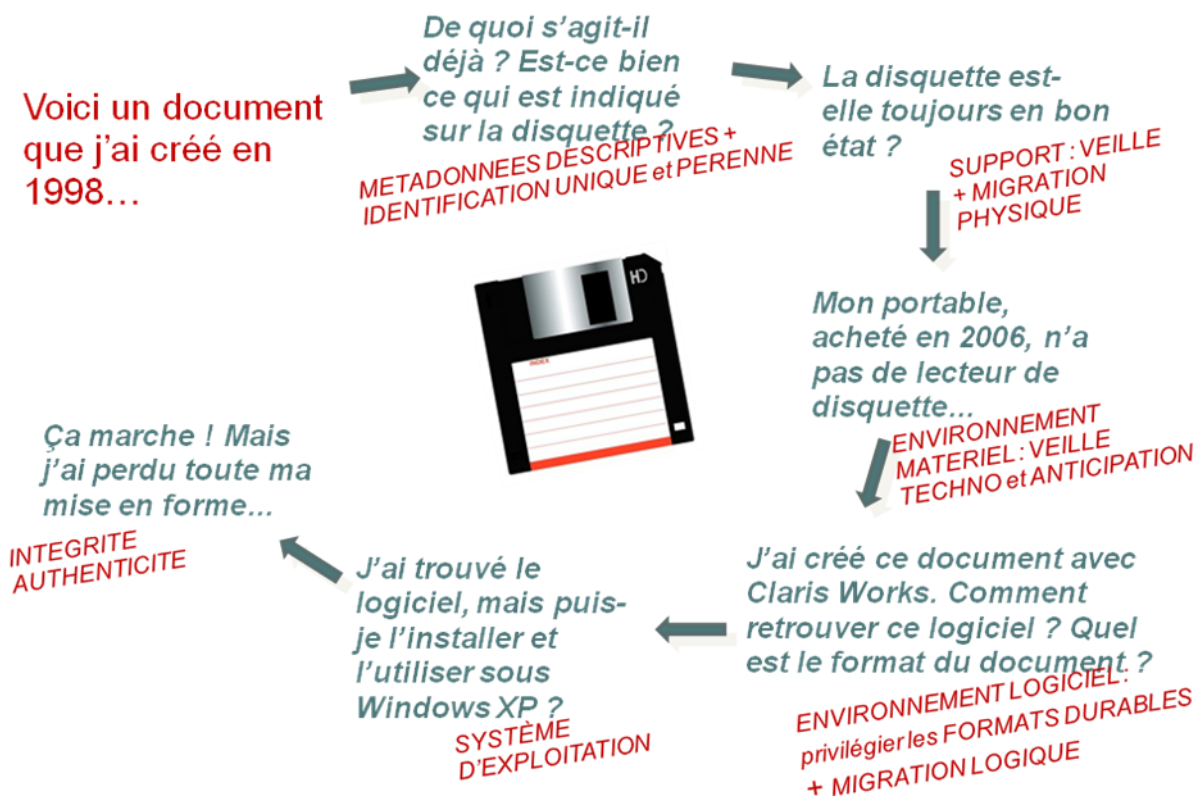 Voici un document
que j'ai créé en
1998…
De quoi s'agit-il
déjà ? Est-ce bien
ce qui est indiqué
sur la disquette ?
METADONNEES DESCRIPTIVES +
IDENTIFICATION UNIQUE et PERENNE
La disquette est-
elle toujours en bon
état ?
SUPPORT : VEILLE
+ MIGRATION
PHYSIQUE
HD
INDEX
Mon portable,
acheté en 2006, n'a
pas de lecteur de
disquette…
ENVIRONNEMENT
MATERIEL : VEILLE
TECHNO et ANTICIPATION
J'ai créé ce document avec
Claris Works. Comment
retrouver ce logiciel ? Quel
est le format du document ?
ENVIRONNEMENT LOGICIEL :
privilégier les FORMATS DURABLES
+ MIGRATION LOGIQUE
J'ai trouvé le
logiciel, mais puis-
je l'installer et
l'utiliser sous
Windows XP ?
SYSTÈME
D'EXPLOITATION
Ça marche ! Mais
j'ai perdu toute ma
mise en forme…
INTEGRITE
AUTHENTICITE